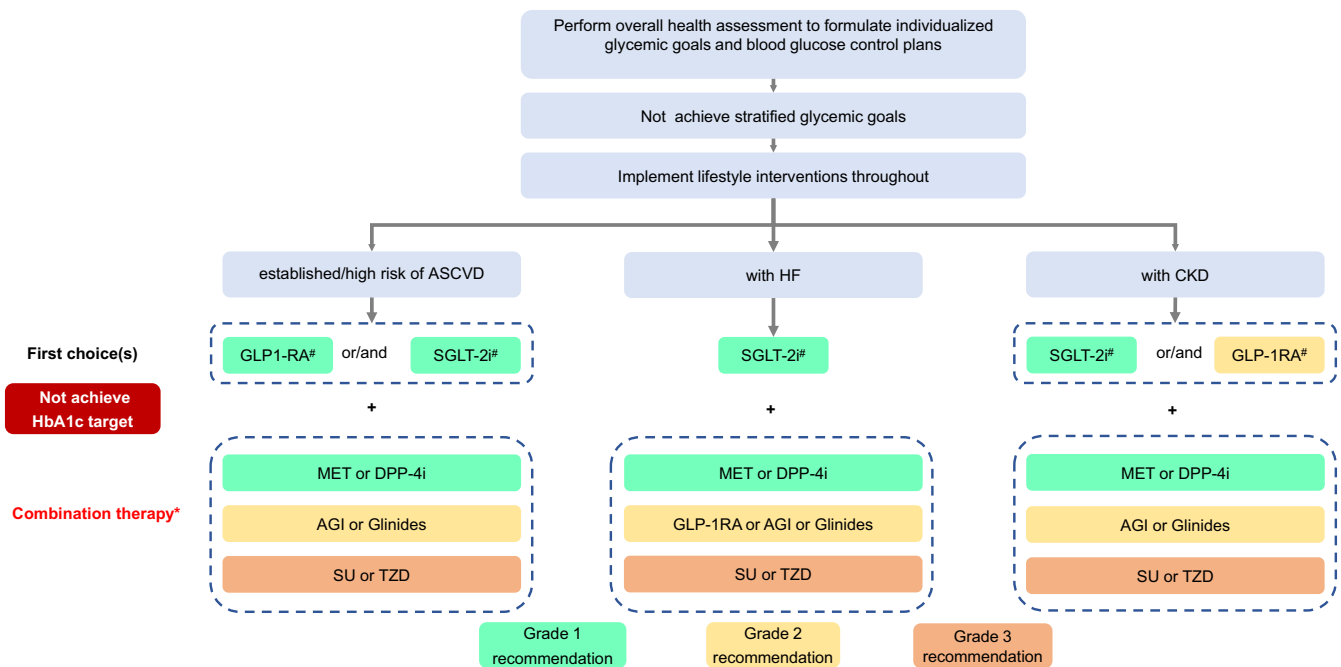 Perform overall health assessment to formulate individualized
glycemic goals and blood glucose control plans
Not achieve stratified glycemic goals
Implement lifestyle interventions throughout
established/high risk of ASCVD
with HF
with CKD
First choice(s)
GLP1-RA# or/and SGLT-2i#
SGLT-2i#
SGLT-2i# or/and GLP-1RA#
Not achieve
HbA1c target
+
+
+
Combination therapy*
MET or DPP-4i
AGI or Glinides
SU or TZD
MET or DPP-4i
GLP-1RA or AGI or Glinides
SU or TZD
MET or DPP-4i
AGI or Glinides
SU or TZD
Grade 1
recommendation
Grade 2
recommendation
Grade 3
recommendation